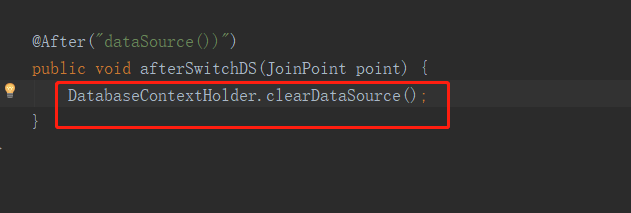 @After("dataSource())")
public void afterSwitchDS(JoinPoint point) {
DatabaseContextHolder.clearDataSource();
}